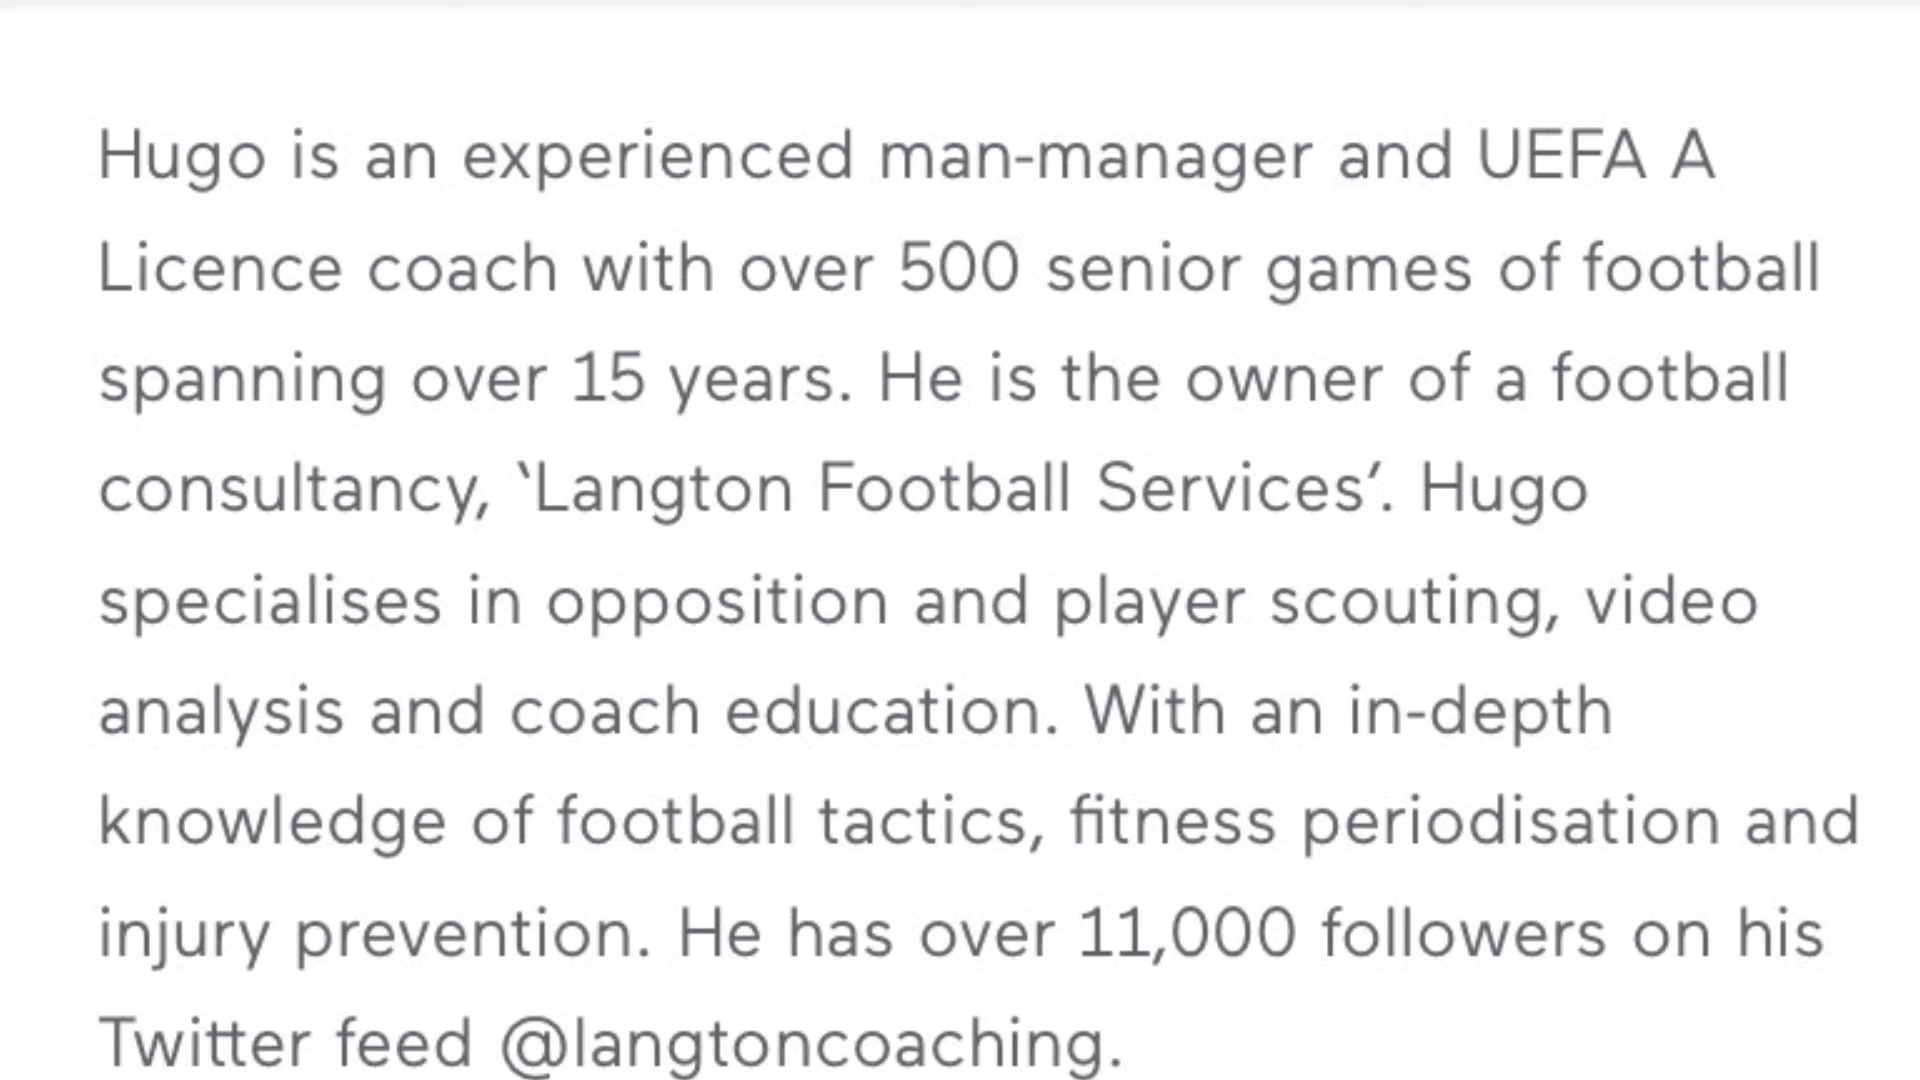 Hugo is an experienced man-manager and UEFA A
Licence coach with over 500 senior games of football
spanning over 15 years. He is the owner of a football
consultancy, ‘Langton Football Services’. Hugo
specialises in opposition and player scouting, video
analysis and coach education. With an in-depth
knowledge of football tactics, fitness periodisation and
injury prevention. He has over 11,000 followers on his
Twitter feed @langtoncoaching.